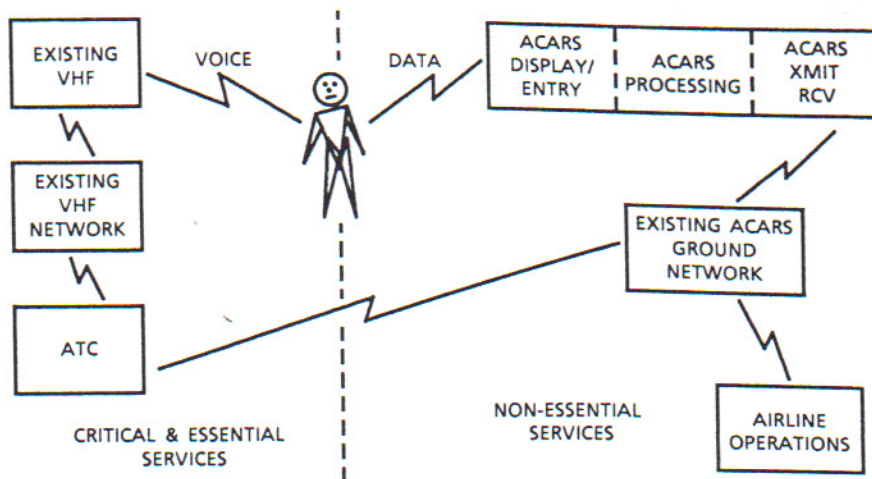 EXISTING
VHF
VOICE
DATA
ACARS
DISPLAY/
ENTRY
ACARS
PROCESSING
ACARS
XMIT
RCV
EXISTING
VHF
NETWORK
EXISTING ACARS
GROUND
NETWORK
ATC
CRITICAL & ESSENTIAL
SERVICES
NON-ESSENTIAL
SERVICES
AIRLINE
OPERATIONS